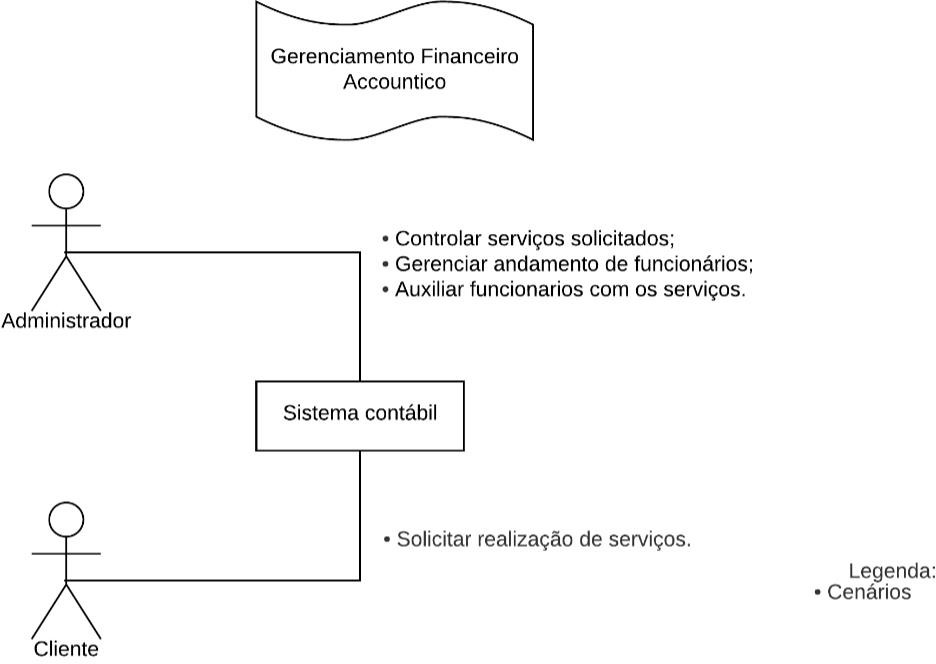 Gerenciamento Financeiro
Accountico
• Controlar serviços solicitados;
• Gerenciar andamento de funcionários;
• Auxiliar funcionarios com os serviços.
Administrador
Sistema contábil
• Solicitar realização de serviços.
Legenda:
• Cenários
Cliente